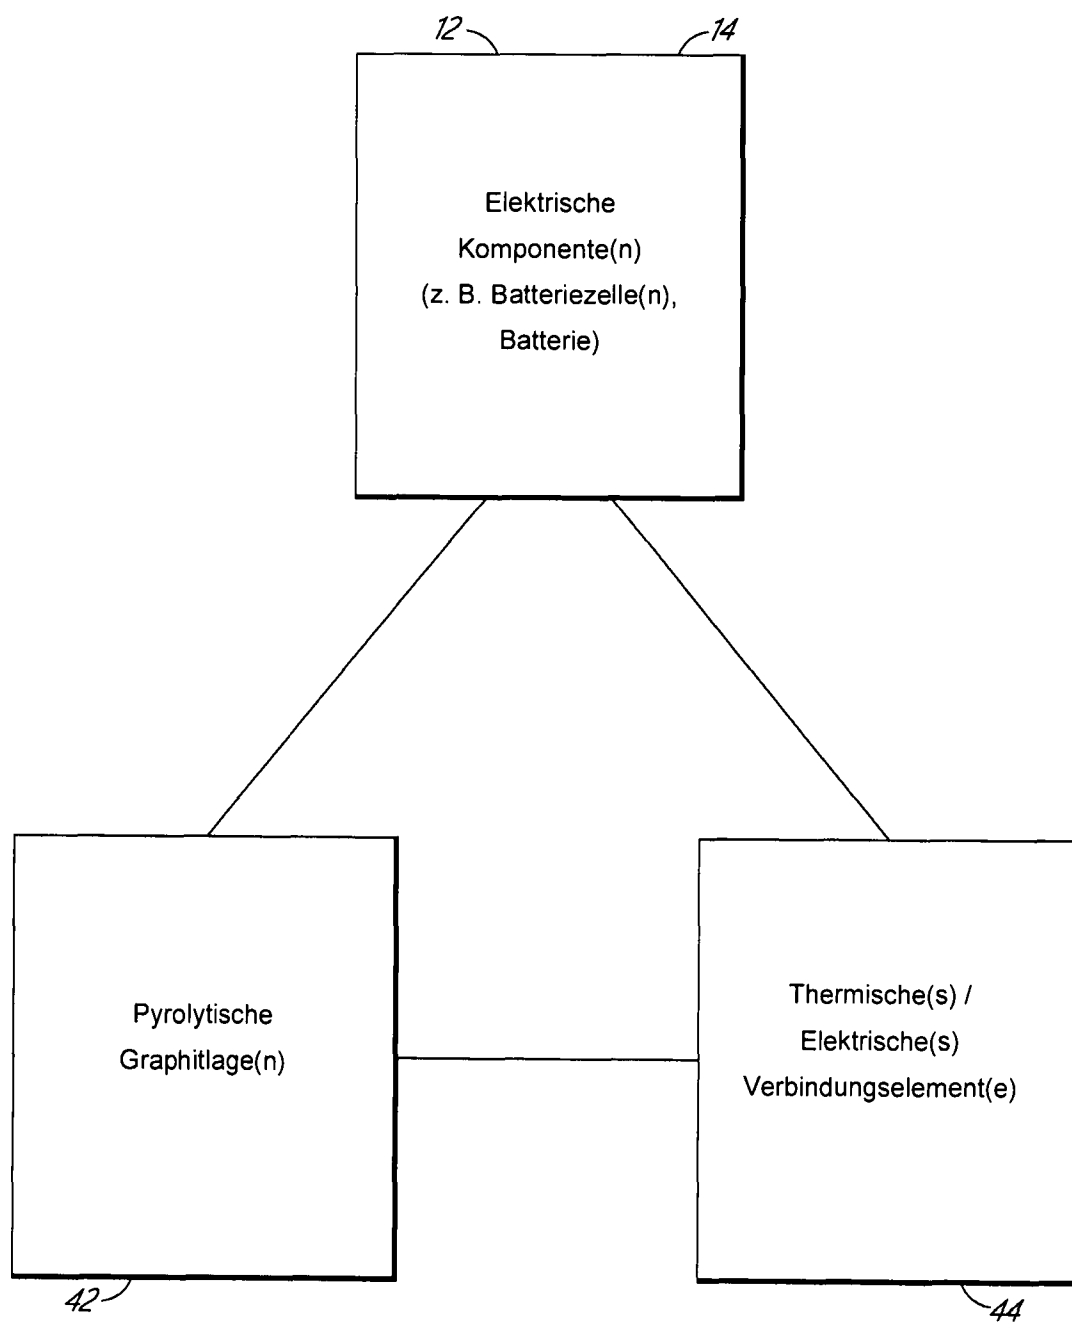 12 14
Elektrische
Komponente(n)
(z. B. Batteriezelle(n),
Batterie)
Pyrolytische
Graphitlage(n)
Thermische(s) /
Elektrische(s)
Verbindungselement(e)
42
44